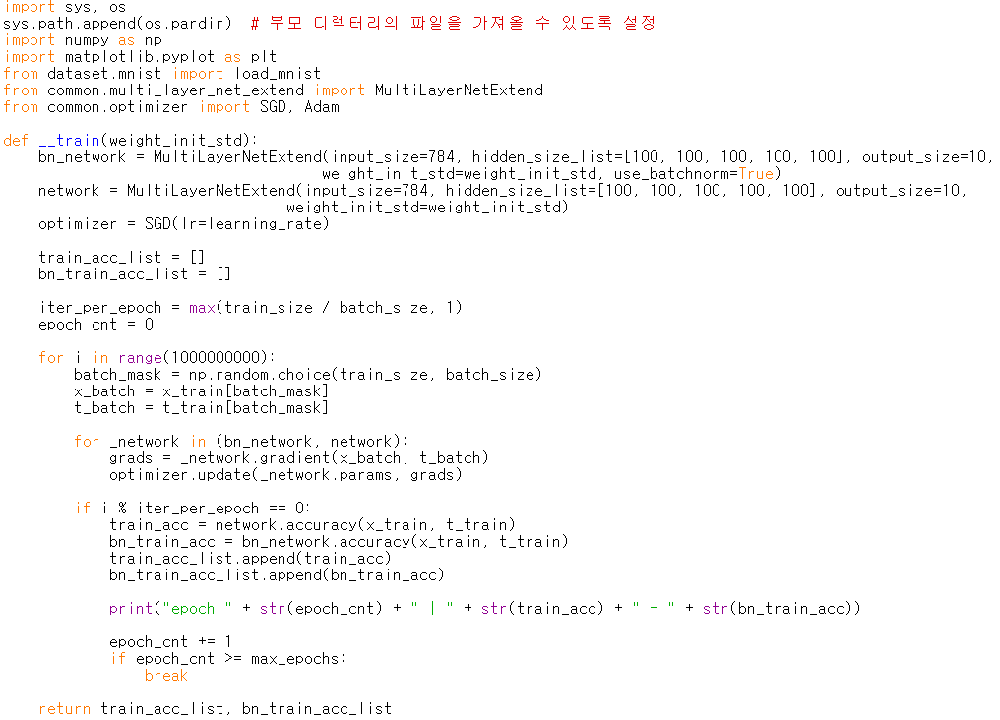 import sys, os
sys.path.append(os.pardir)  # 부모 디렉터리의 파일을 가져올 수 있도록 설정
import numpy as np
import matplotlib.pyplot as plt
from dataset.mnist import load_mnist
from common.multi_layer_net_extend import MultiLayerNetExtend
from common.optimizer import SGD, Adam

def __train(weight_init_std):
    bn_network = MultiLayerNetExtend(input_size=784, hidden_size_list=[100, 100, 100, 100, 100], output_size=10,
                                    weight_init_std=weight_init_std, use_batchnorm=True)
    network = MultiLayerNetExtend(input_size=784, hidden_size_list=[100, 100, 100, 100, 100], output_size=10,
                                weight_init_std=weight_init_std)
    optimizer = SGD(lr=learning_rate)

    train_acc_list = []
    bn_train_acc_list = []

    iter_per_epoch = max(train_size / batch_size, 1)
    epoch_cnt = 0

    for i in range(1000000000):
        batch_mask = np.random.choice(train_size, batch_size)
        x_batch = x_train[batch_mask]
        t_batch = t_train[batch_mask]

        for _network in (bn_network, network):
            grads = _network.gradient(x_batch, t_batch)
            optimizer.update(_network.params, grads)

        if i % iter_per_epoch == 0:
            train_acc = network.accuracy(x_train, t_train)
            bn_train_acc = bn_network.accuracy(x_train, t_train)
            train_acc_list.append(train_acc)
            bn_train_acc_list.append(bn_train_acc)

            print("epoch:" + str(epoch_cnt) + " | " + str(train_acc) + " - " + str(bn_train_acc))

            epoch_cnt += 1
            if epoch_cnt >= max_epochs:
                break

    return train_acc_list, bn_train_acc_list